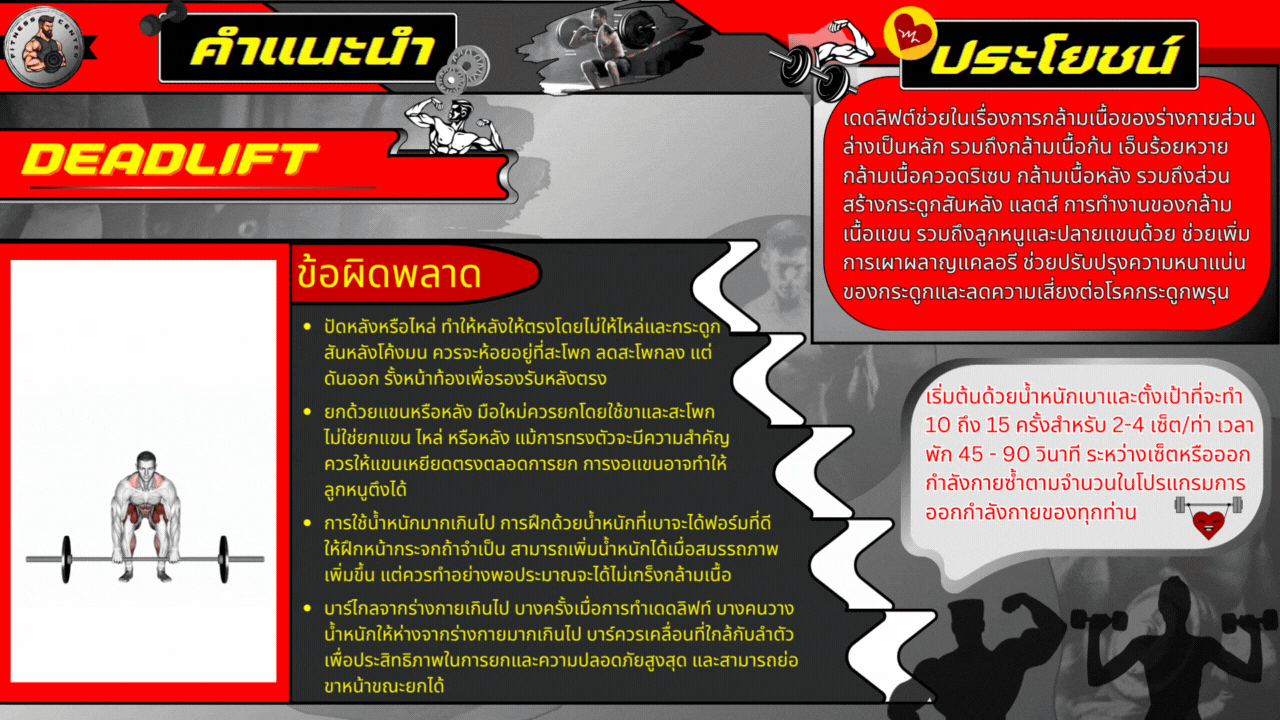 FITNESS CENTER
คำแนะนำ
ประโยชน์
DEADLIFT
เดดลิฟต์ช่วยในเรื่องการกล้ามเนื้อของร่างกายส่วน
ล่างเป็นหลัก รวมถึงกล้ามเนื้อก้น เอ็นร้อยหวาย
กล้ามเนื้อควอดริเซบ กล้ามเนื้อหลัง รวมถึงส่วน
สร้างกระดูกสันหลัง แลตส์ การทำงานของกล้าม
เนื้อแขน รวมถึงลูกหนูและปลายแขนด้วย ช่วยเพิ่ม
การเผาผลาญแคลอรี ช่วยปรับปรุงความหนาแน่น
ของกระดูกและลดความเสี่ยงต่อโรคกระดูกพรุน
ข้อผิดพลาด
• ปัดหลังหรือไหล่ ทำให้หลังให้ตรงโดยไม่ให้ไหล่และกระดูก
สันหลังโค้งมน ควรจะห้อยอยู่ที่สะโพก ลดสะโพกลง แต่
ดันออก รั้งหน้าท้องเพื่อรองรับหลังตรง
• ยกด้วยแขนหรือหลัง มือใหม่ควรยกโดยใช้ขาและสะโพก
ไม่ใช่ยกแขน ไหล่ หรือหลัง แม้การทรงตัวจะมีความสำคัญ
ควรให้แขนเหยียดตรงตลอดการยก การงอแขนอาจทำให้
ลูกหนูตึงได้
• การใช้น้ำหนักมากเกินไป การฝึกด้วยน้ำหนักที่เบาจะได้ฟอร์มที่ดี
ให้ฝึกหน้ากระจกถ้าจำเป็น สามารถเพิ่มน้ำหนักได้เมื่อสมรรถภาพ
เพิ่มขึ้น แต่ควรทำอย่างพอประมาณจะได้ไม่เกร็งกล้ามเนื้อ
• บาร์ไกลจากร่างกายเกินไป บางครั้งเมื่อการทำเดดลิฟท์ บางคนวาง
น้ำหนักให้ห่างจากร่างกายมากเกินไป บาร์ควรเคลื่อนที่ใกล้กับลำตัว
เพื่อประสิทธิภาพในการยกและความปลอดภัยสูงสุด และสามารถย่อ
ขาหน้าขณะยกได้
เริ่มต้นด้วยน้ำหนักเบาและตั้งเป้าที่จะทำ
10 ถึง 15 ครั้งสำหรับ 2-4 เซ็ต/ท่า เวลา
พัก 45 - 90 วินาที ระหว่างเซ็ตหรือออก
กำลังกายซ้ำตามจำนวนในโปรแกรมการ
ออกกำลังกายของทุกท่าน